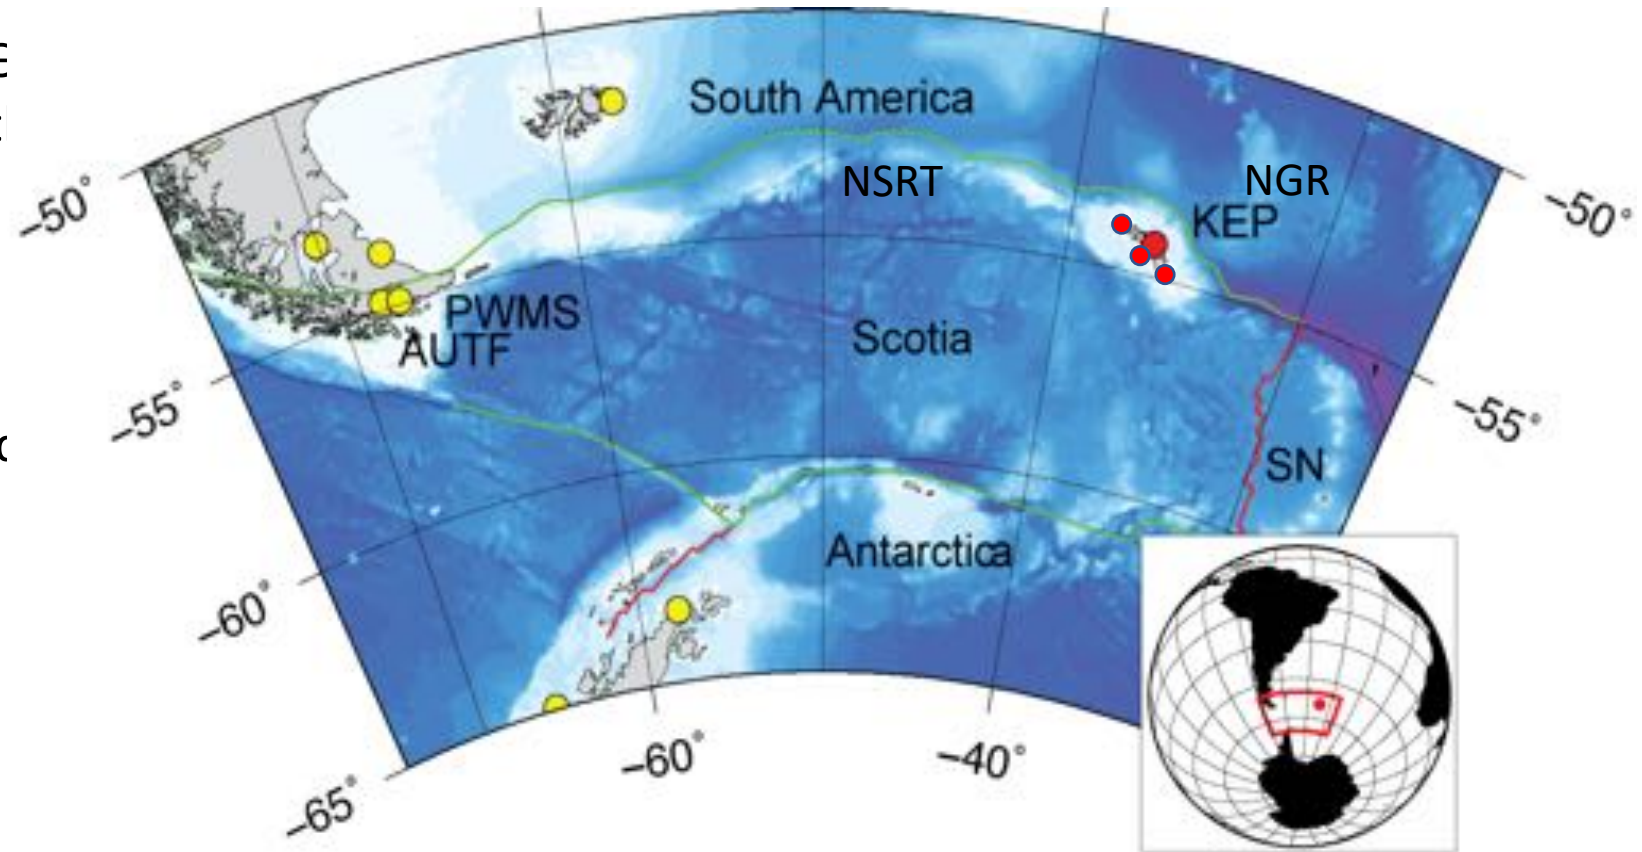 South America
NSRT
NGR
KEP
−50°
−50°
PWMS
AUTF
Scotia
−55°
−55°
SN
Antarctica
−60°
−60°
−40°
−65°